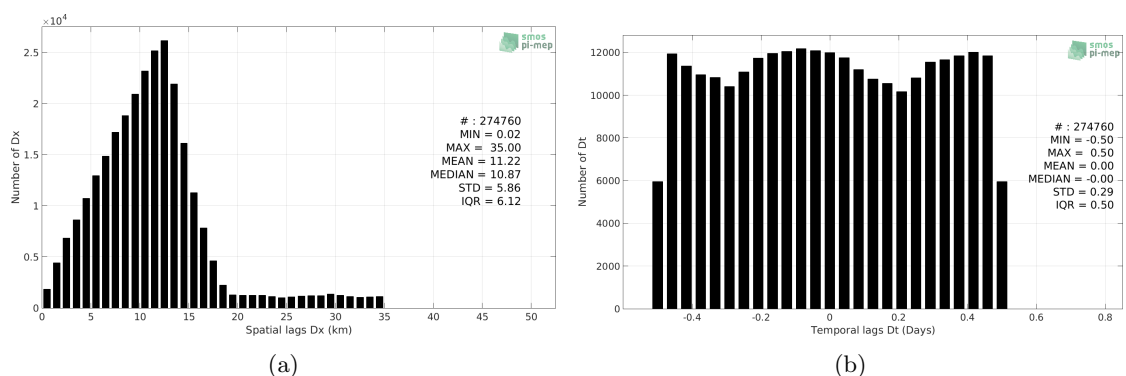 ×10⁴
smos
pi-mep
2.5
2
1.5
1
0.5
0
Number of Dx
# : 274760
MIN = 0.02
MAX = 35.00
MEAN = 11.22
MEDIAN = 10.87
STD = 5.86
IQR = 6.12
0 5 10 15 20 25 30 35 40 45 50
Spatial lags Dx (km)
(a)
smos
pi-mep
12000
10000
8000
6000
4000
2000
0
Number of Dt
# : 274760
MIN = -0.50
MAX = 0.50
MEAN = 0.00
MEDIAN = -0.00
STD = 0.29
IQR = 0.50
-0.4 -0.2 0 0.2 0.4 0.6 0.8
Temporal lags Dt (Days)
(b)